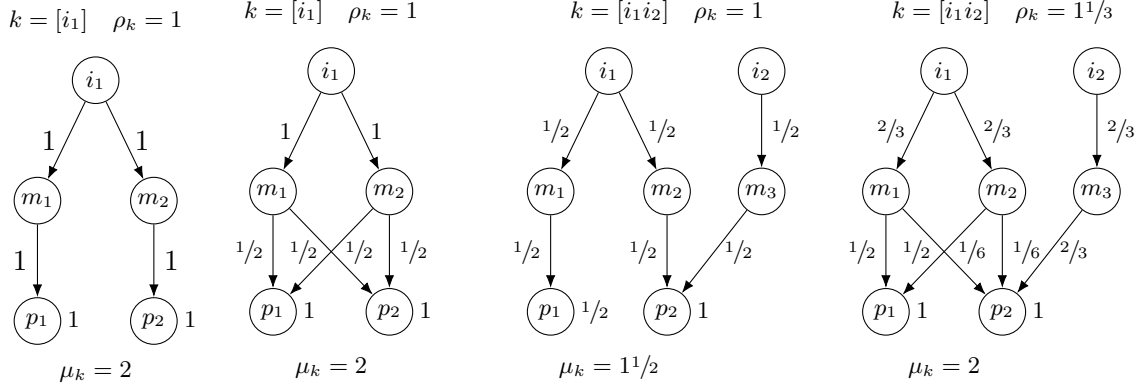 k = [i₁] ρₖ = 1
i₁
1 1
m₁ m₂
1 1
p₁ 1 p₂ 1
μₖ = 2
k = [i₁] ρₖ = 1
i₁
1 1
m₁ m₂
1/2 1/2 1/2 1/2
p₁ 1 p₂ 1
μₖ = 2
k = [i₁i₂] ρₖ = 1
i₁ i₂
1/2 1/2 1/2
m₁ m₂ m₃
1/2 1/2 1/2
p₁ 1/2 p₂ 1
μₖ = 1 1/2
k = [i₁i₂] ρₖ = 1 1/3
i₁ i₂
2/3 2/3 2/3
m₁ m₂ m₃
1/2 1/2 1/6 1/6 2/3
p₁ 1 p₂ 1
μₖ = 2